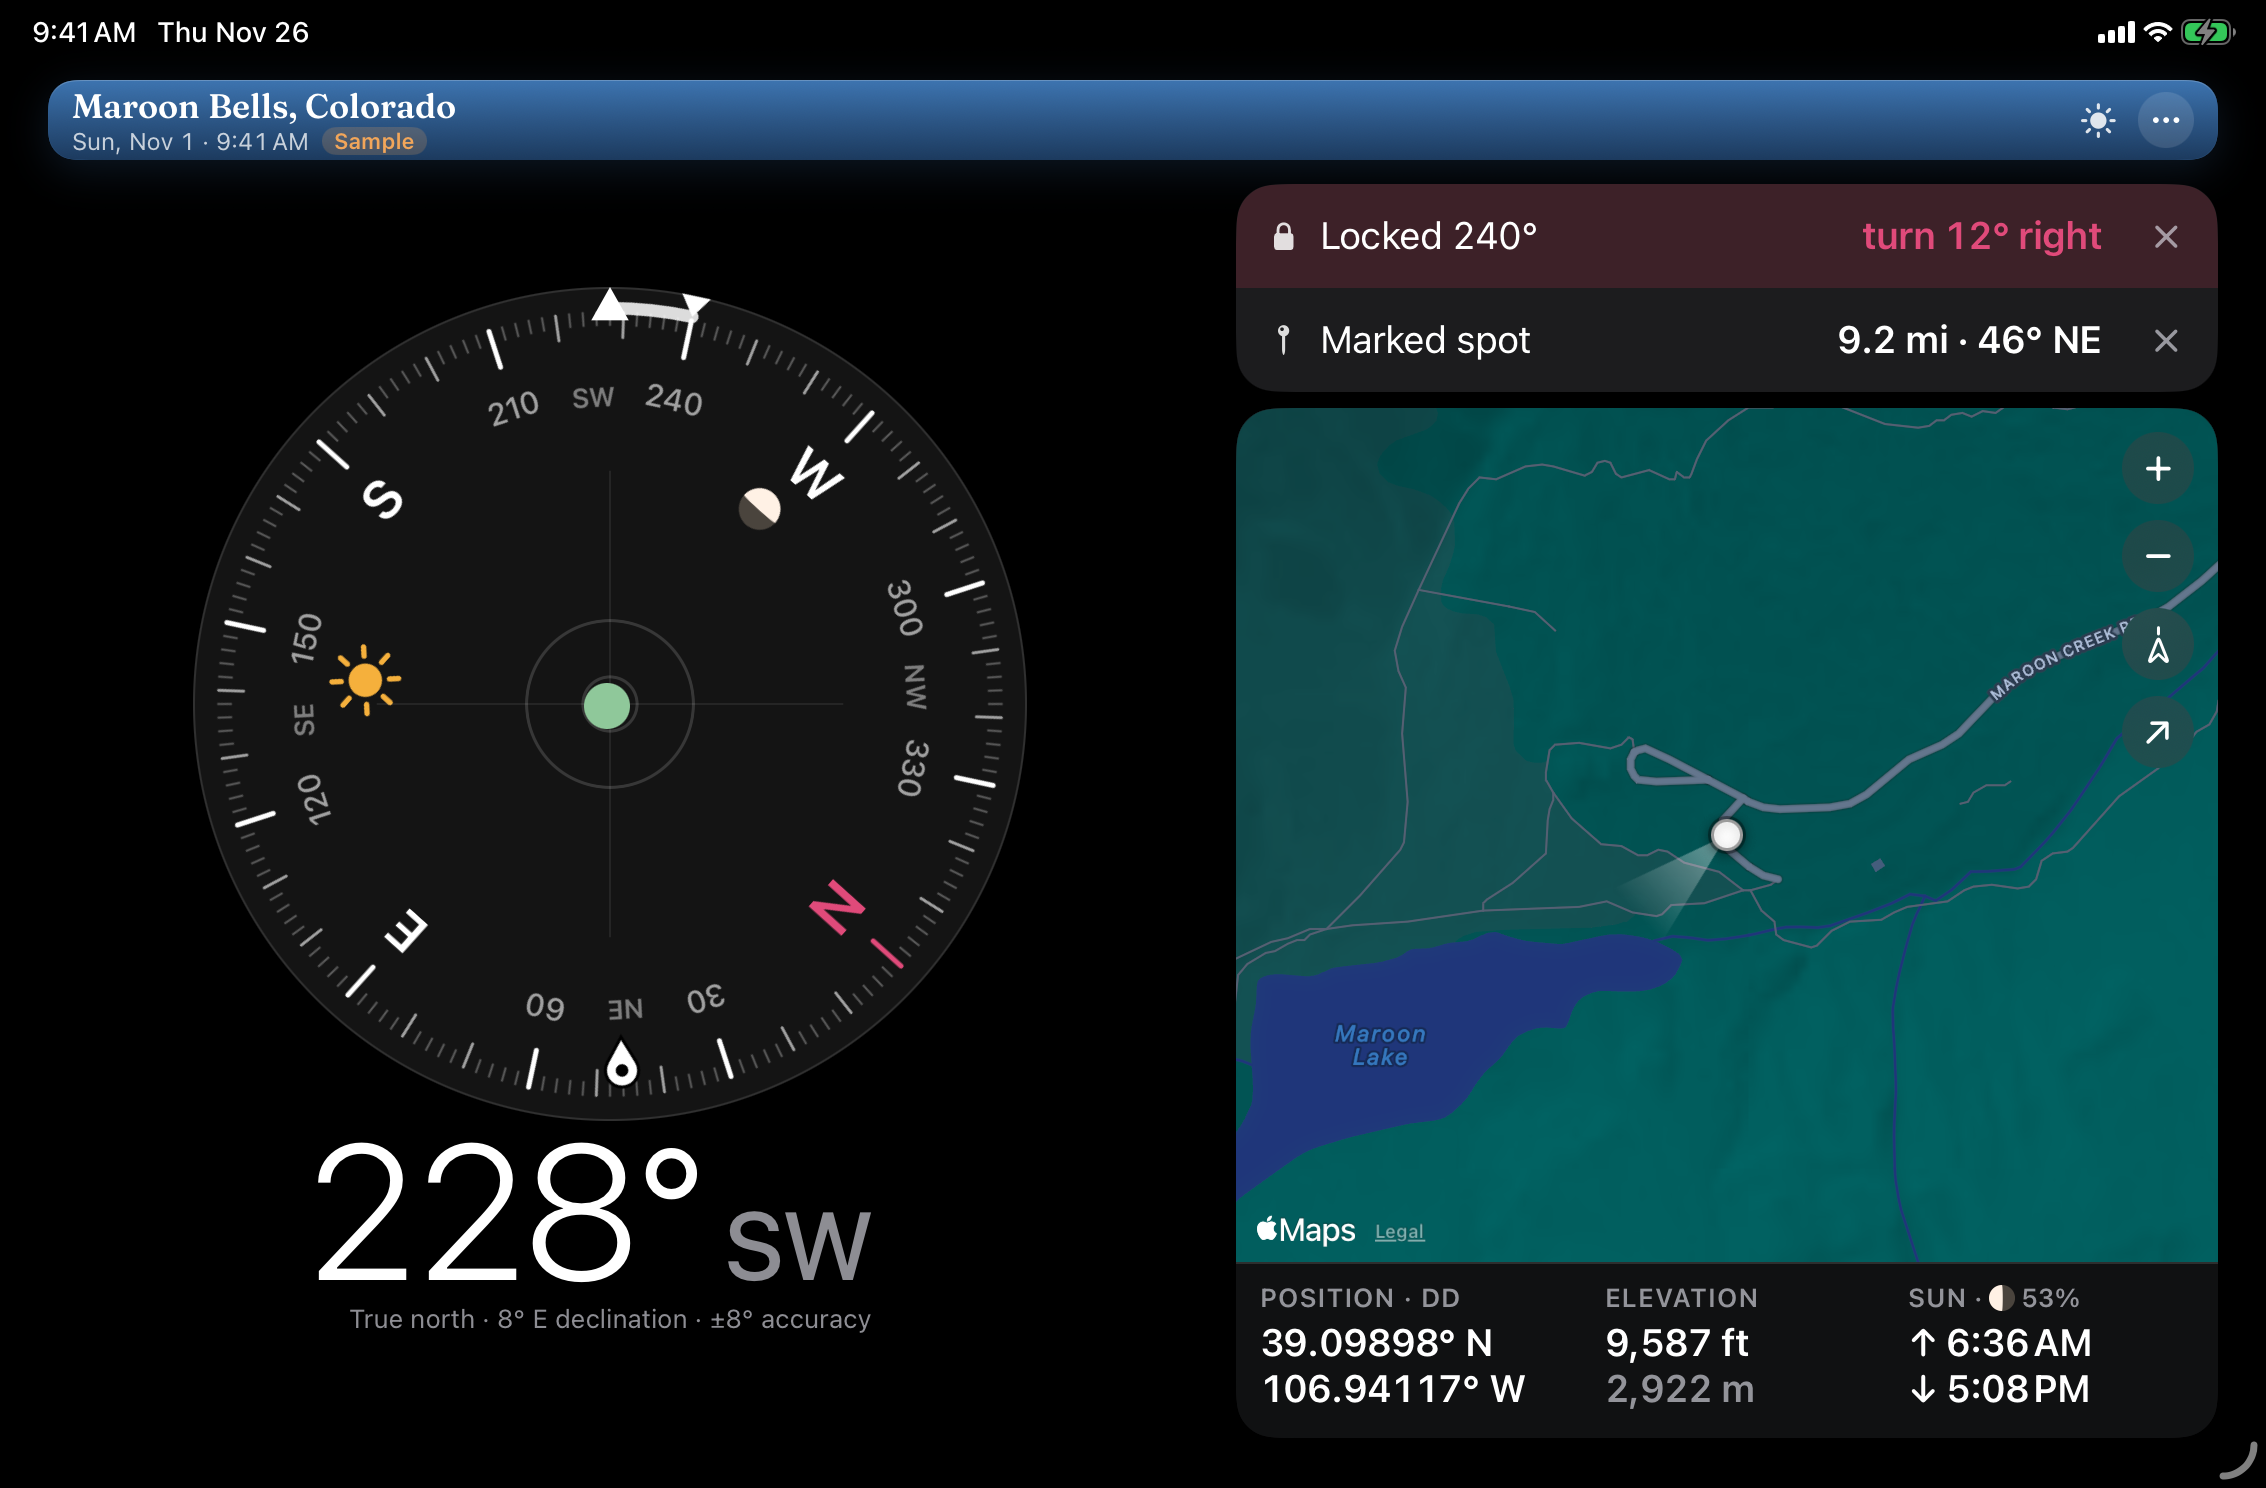 9:41 AM Thu Nov 26
Maroon Bells, Colorado
Sun, Nov 1 · 9:41 AM Sample
Locked 240° turn 12° right
Marked spot 9.2 mi · 46° NE
210 SW 240
S W
150 300
SE NW
120 330
E N
60 NE 30
228° SW
True north · 8° E declination · ±8° accuracy
MAROON CREEK
Maroon
Lake
Maps Legal
POSITION · DD ELEVATION SUN · 53%
39.09898° N 9,587 ft ↑ 6:36 AM
106.94117° W 2,922 m ↓ 5:08 PM